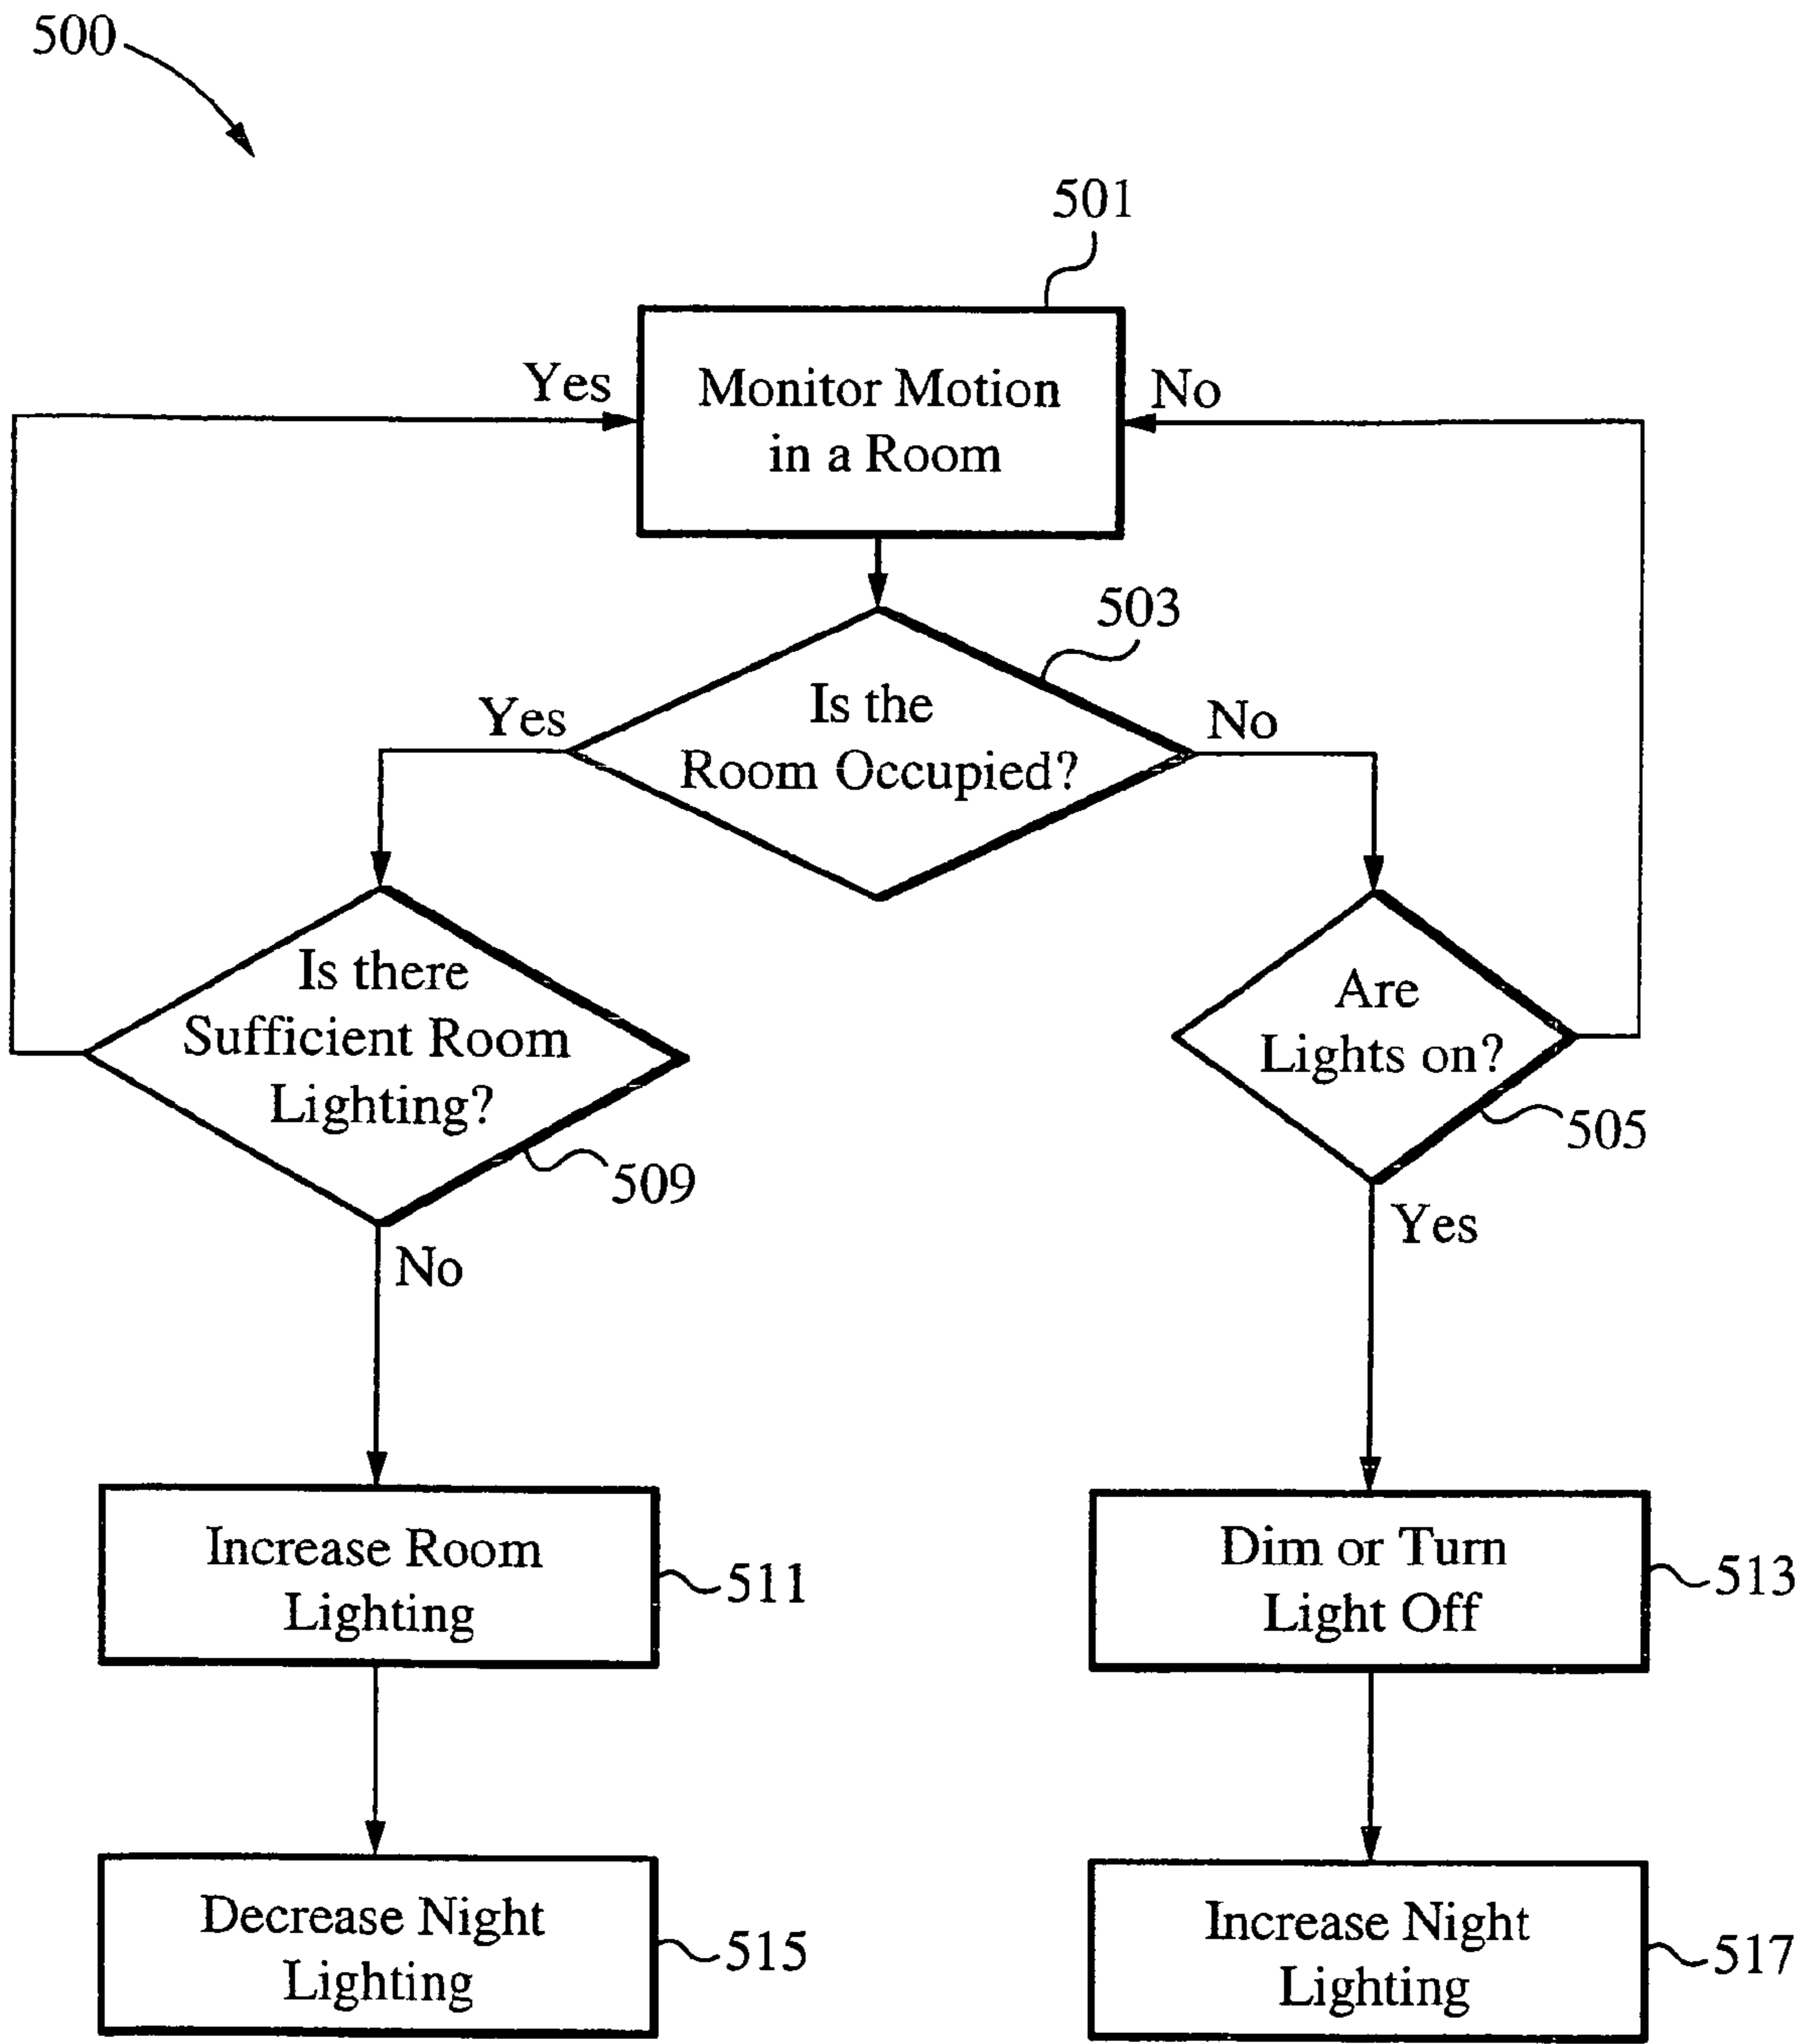 500
501
Yes
Monitor Motion
in a Room
No
503
Yes
Is the
Room Occupied?
No
Is there
Sufficient Room
Lighting?
509
Are
Lights on?
505
No
Yes
Increase Room
Lighting
511
Dim or Turn
Light Off
513
Decrease Night
Lighting
515
Increase Night
Lighting
517